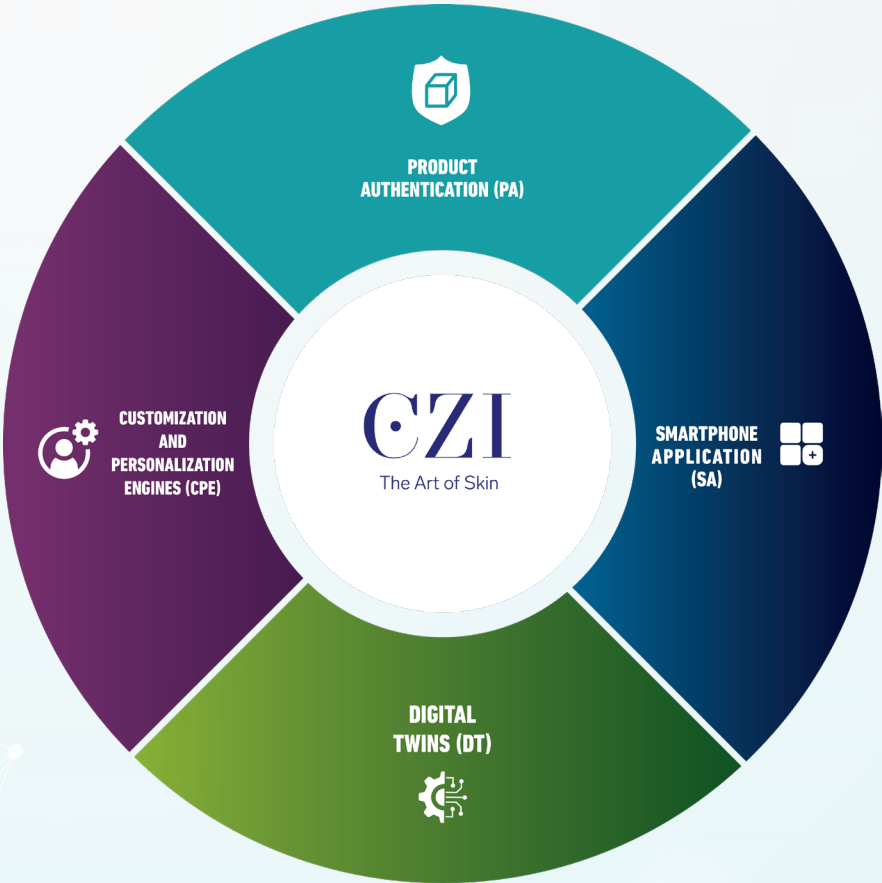 PRODUCT
AUTHENTICATION (PA)
CUSTOMIZATION
AND
PERSONALIZATION
ENGINES (CPE)
CZI
The Art of Skin
SMARTPHONE
APPLICATION
(SA)
DIGITAL
TWINS (DT)